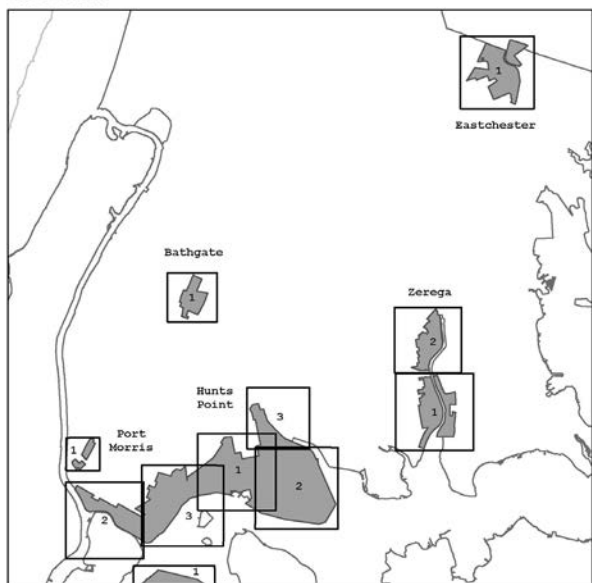 1
Eastchester
Bathgate
1
Zerega
2
1
Hunts
Point
3
1
2
Port
Morris
1
2
3
1